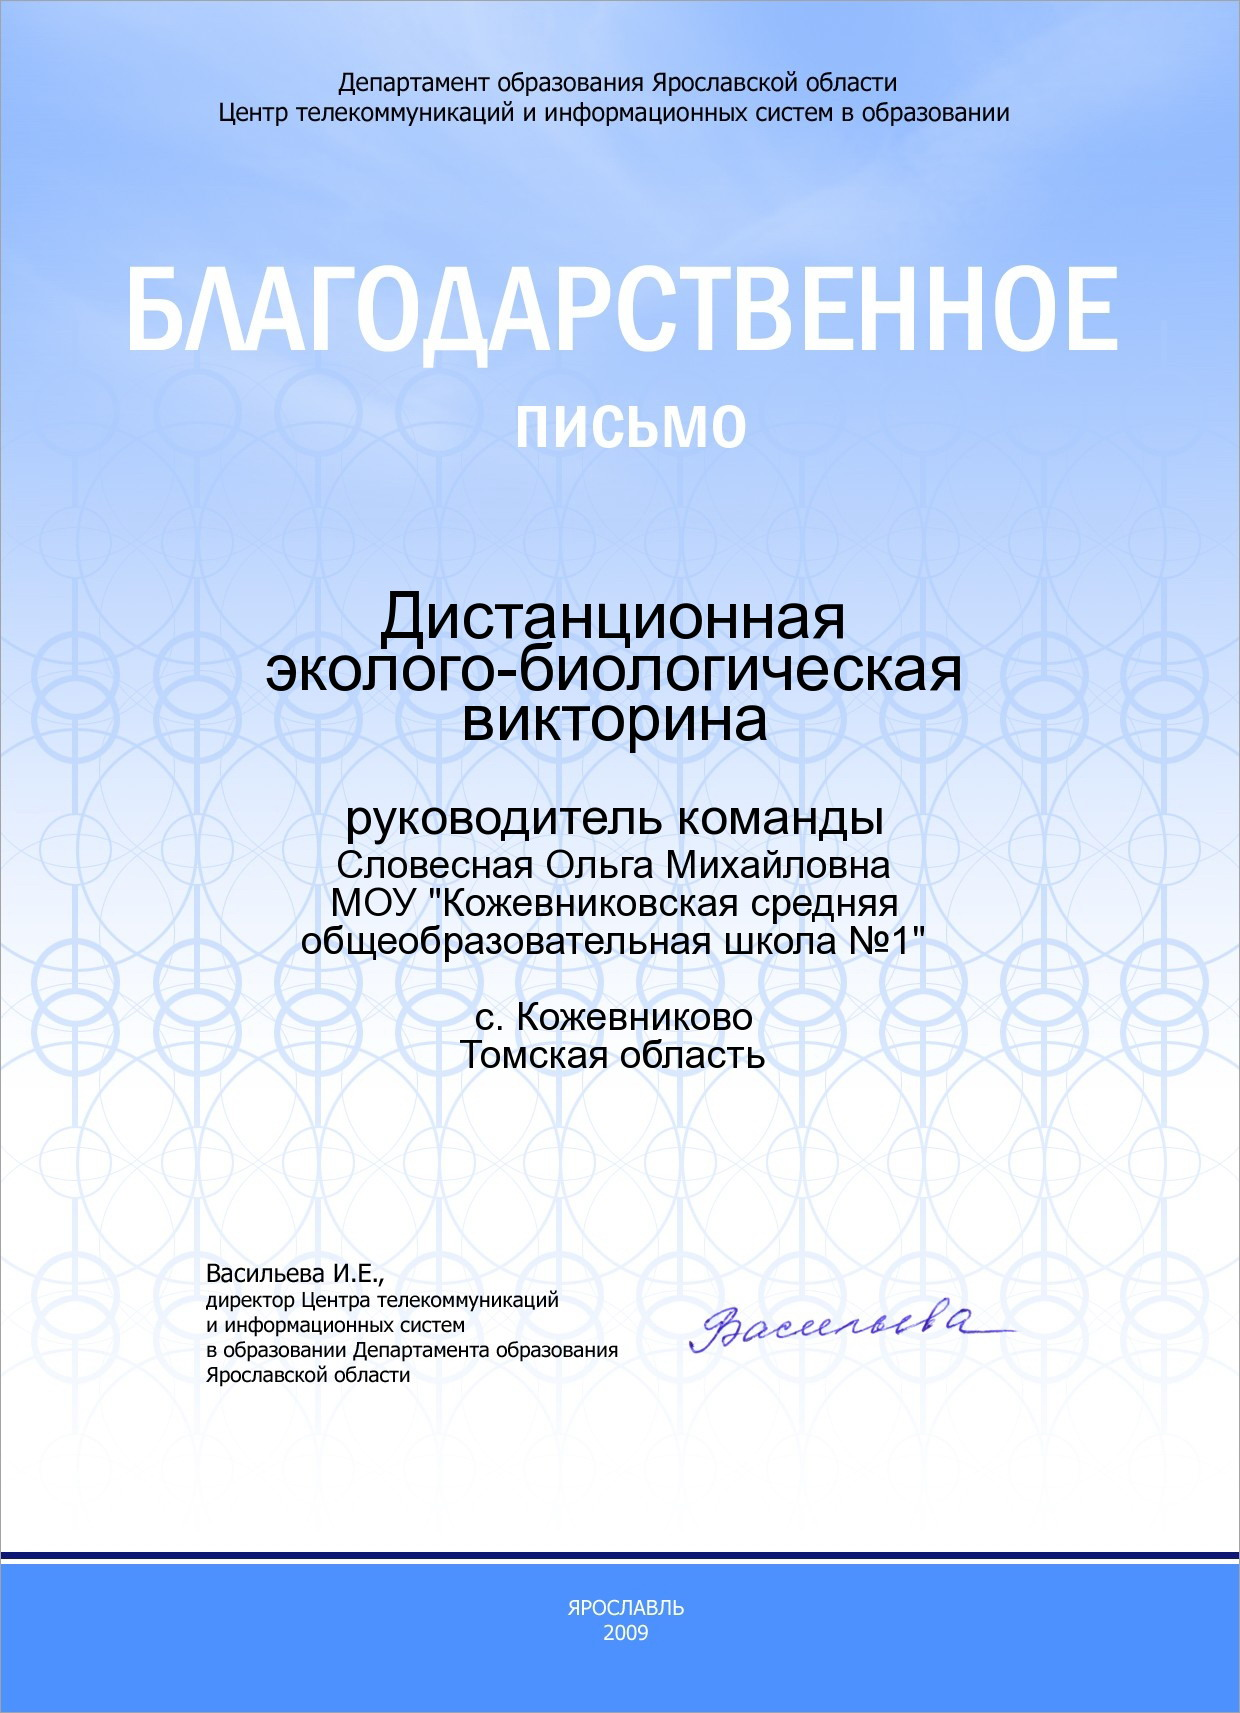 Департамент образования Ярославской области
Центр телекоммуникаций и информационных систем в образовании
БЛАГОДАРСТВЕННОЕ
ПИСЬМО
Дистанционная
эколого-биологическая
викторина
руководитель команды
Словесная Ольга Михайловна
МОУ "Кожевниковская средняя
общеобразовательная школа №1"
с. Кожевниково
Томская область
Васильева И.Е.,
директор Центра телекоммуникаций
и информационных систем
в образовании Департамента образования
Ярославской области
Васильева
ЯРОСЛАВЛЬ
2009